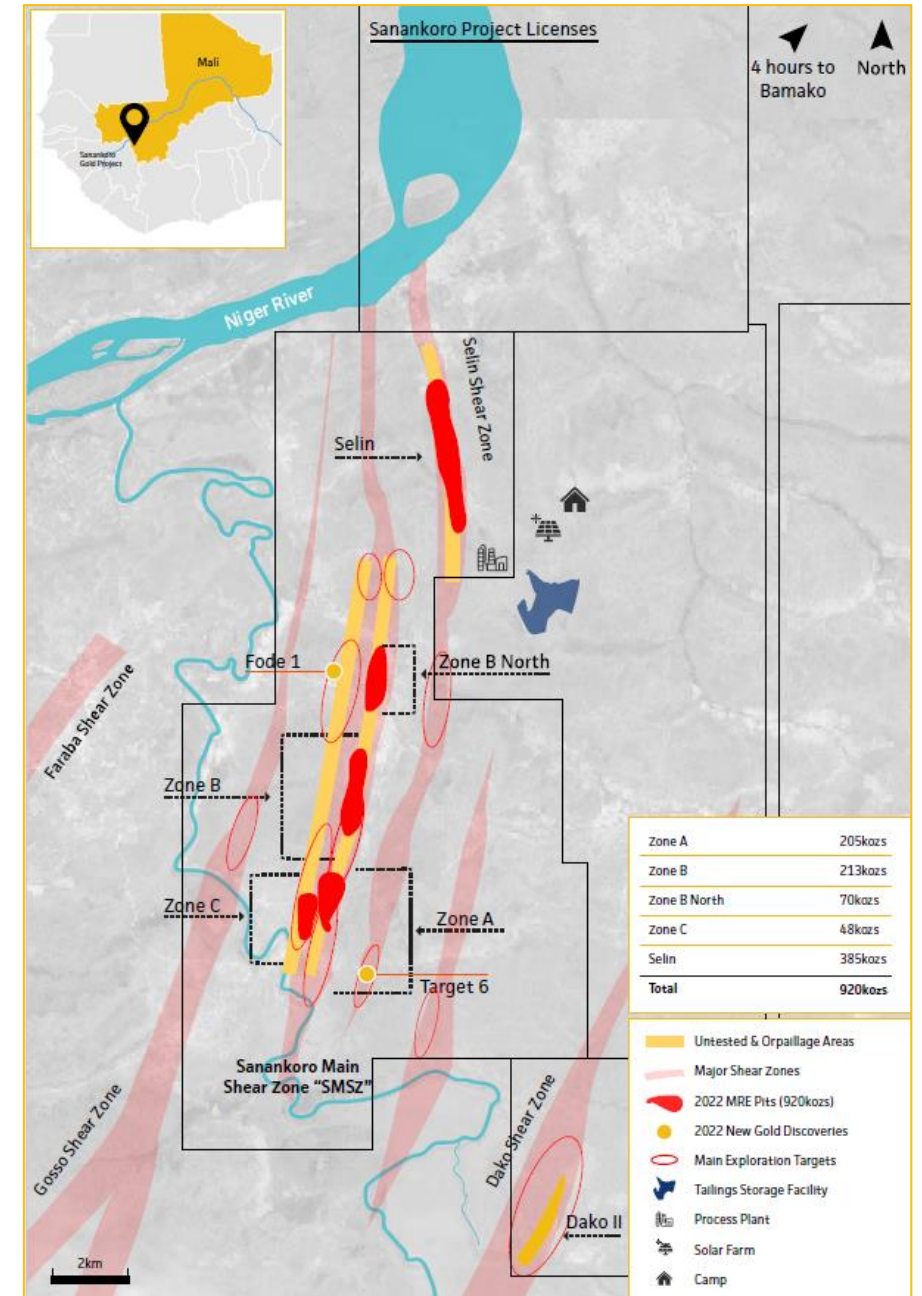 Sanankoro Project Licenses
4 hours to
Bamako
North
Mali
Sanankoro
Gold Project
Niger River
Selin Shear Zone
Selin
Fode 1
Zone B North
Faraba Shear Zone
Zone B
Zone C
Zone A
Target 6
Sanankoro Main
Shear Zone "SMSZ"
Gosso Shear Zone
Dako Shear Zone
Dako II
2km
Zone A 205kozs
Zone B 213kozs
Zone B North 70kozs
Zone C 48kozs
Selin 385kozs
Total 920kozs
Untested & Orpaillage Areas
Major Shear Zones
2022 MRE Pits (920kozs)
2022 New Gold Discoveries
Main Exploration Targets
Tailings Storage Facility
Process Plant
Solar Farm
Camp